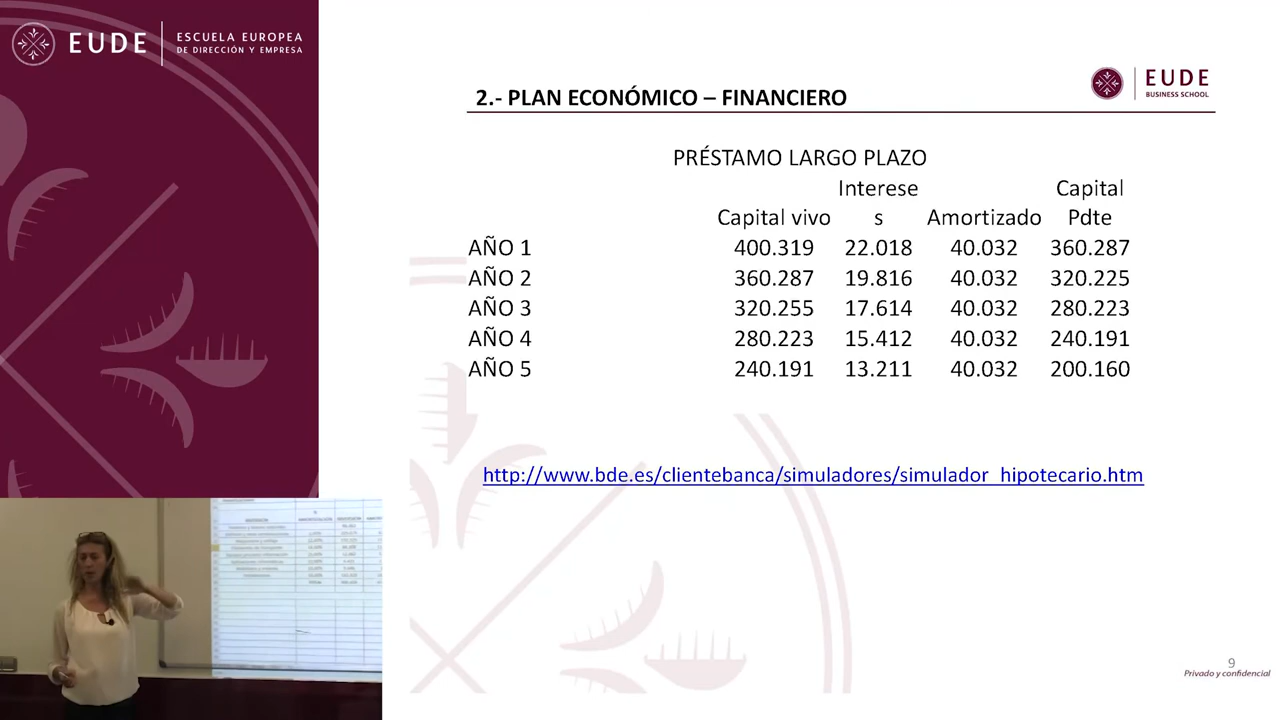 EUDE
ESCUELA EUROPEA
DE DIRECCIÓN Y EMPRESA
2.- PLAN ECONÓMICO – FINANCIERO
EUDE
BUSINESS SCHOOL
PRÉSTAMO LARGO PLAZO
Interese Capital
Capital vivo s Amortizado Pdte
AÑO 1 400.319 22.018 40.032 360.287
AÑO 2 360.287 19.816 40.032 320.225
AÑO 3 320.255 17.614 40.032 280.223
AÑO 4 280.223 15.412 40.032 240.191
AÑO 5 240.191 13.211 40.032 200.160
http://www.bde.es/clientebanca/simuladores/simulador_hipotecario.htm
9
Privado y confidencial